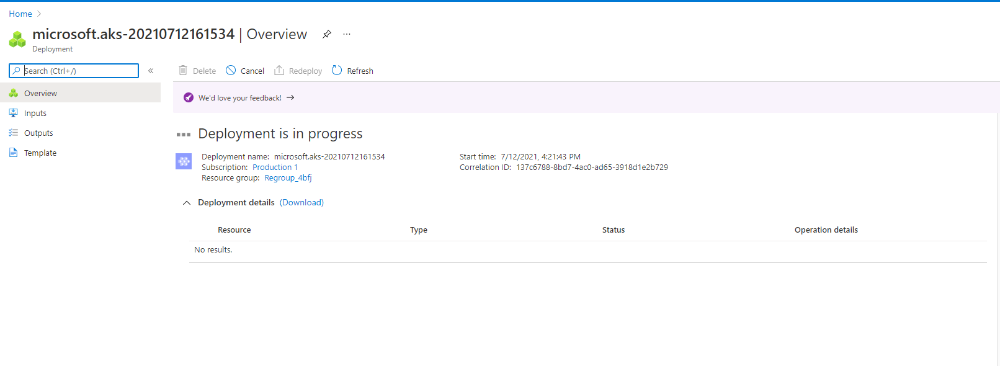 Home
microsoft.aks-20210712161534 | Overview
Deployment
Search (Ctrl+/)
Delete Cancel Redeploy Refresh
Overview
Inputs
Outputs
Template
We'd love your feedback! →
Deployment is in progress
Deployment name: microsoft.aks-20210712161534
Subscription: Production 1
Resource group: Regroup_4bfj
Start time: 7/12/2021, 4:21:43 PM
Correlation ID: 137c6788-8bd7-4ac0-ad65-3918d1e2b729
Deployment details (Download)
Resource Type Status Operation details
No results.